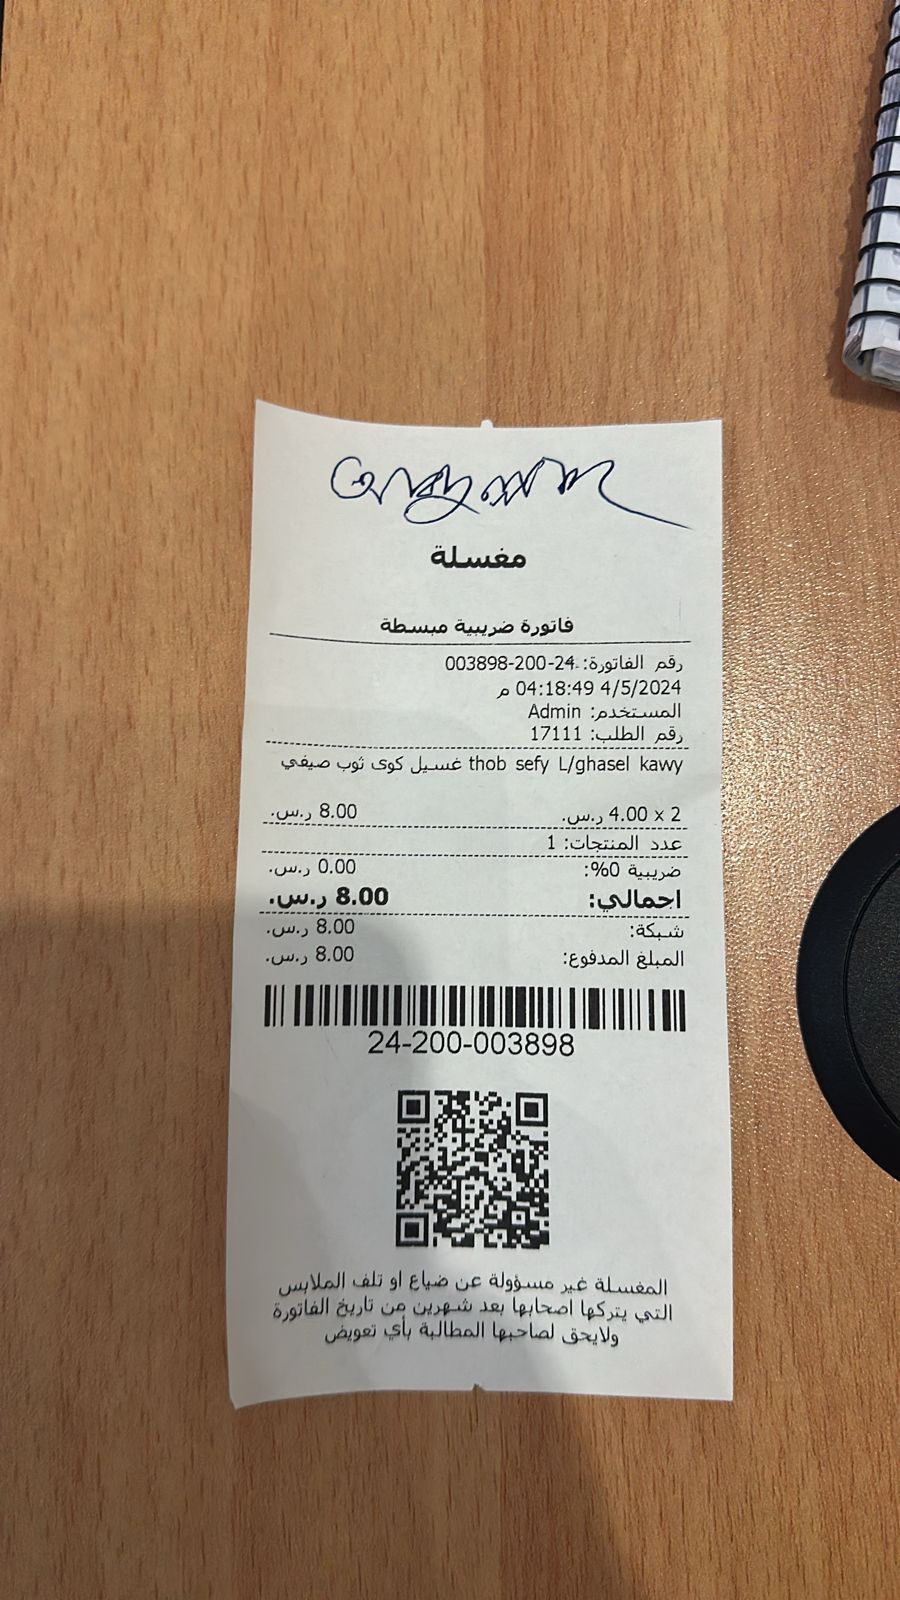 مغسلة
فاتورة ضريبية مبسطة
رقم الفاتورة: 24-200-003898
4/5/2024 04:18:49 م
المستخدم: Admin
رقم الطلب: 17111
thob sefy L/ghasel kawy غسيل كوى ثوب صيفي
2 x 4.00 ر.س. 8.00 ر.س.
عدد المنتجات: 1
ضريبية 0%: 0.00 ر.س.
اجمالي: 8.00 ر.س.
شبكة: 8.00 ر.س.
المبلغ المدفوع: 8.00 ر.س.
24-200-003898
المغسلة غير مسؤولة عن ضياع او تلف الملابس
التي يتركها اصحابها بعد شهرين من تاريخ الفاتورة
ولايحق لصاحبها المطالبة بأي تعويض